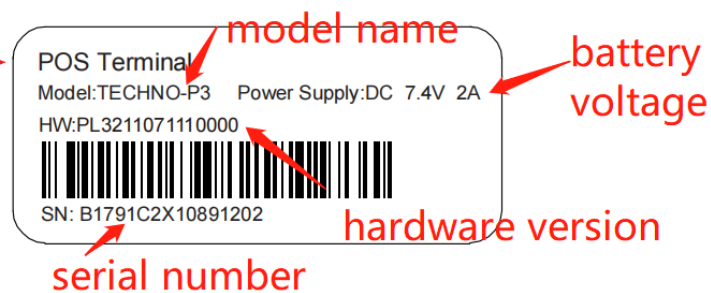 model name
POS Terminal
battery
voltage
Model:TECHNO-P3 Power Supply:DC 7.4V 2A
HW:PL3211071110000
SN: B1791C2X10891202
hardware version
serial number